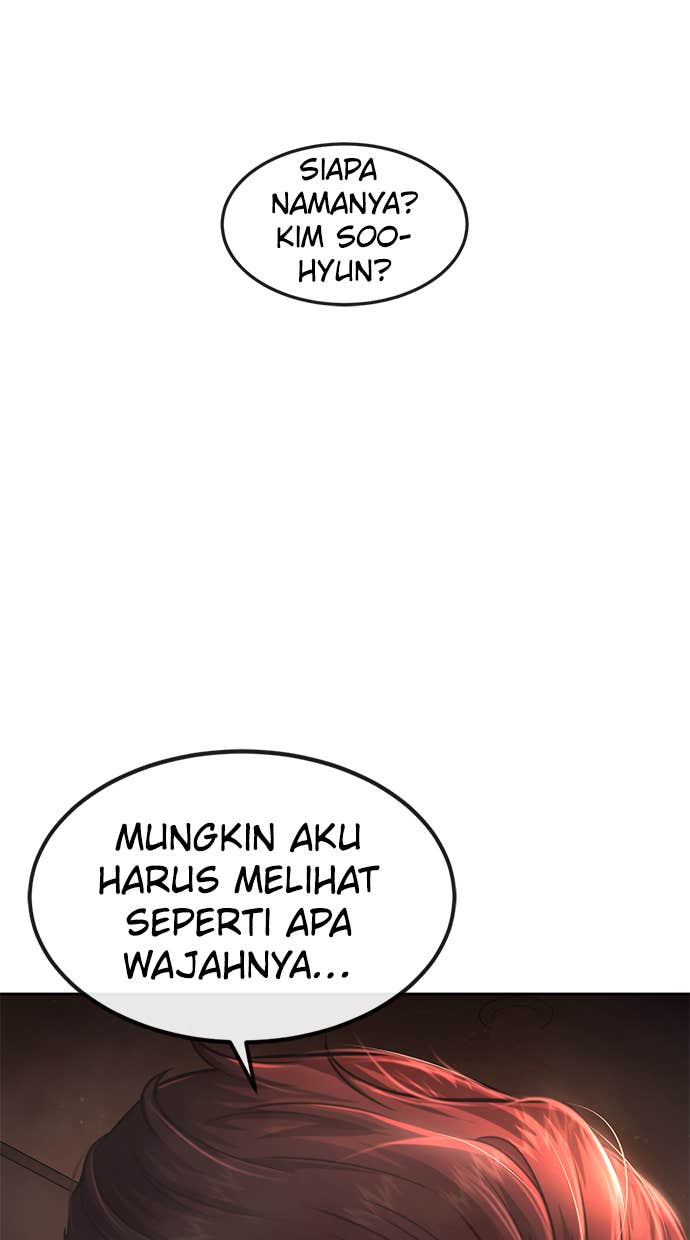 SIAPA
NAMANYA?
KIM SOO-
HYUN?
MUNGKIN AKU
HARUS MELIHAT
SEPERTI APA
WAJAHNYA...